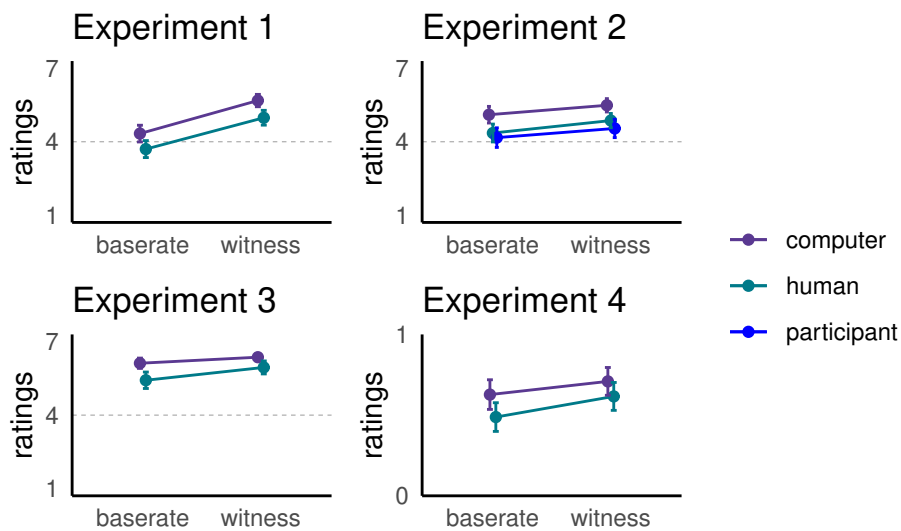 Experiment 1
7
4
1
ratings
baserate witness
Experiment 2
7
4
1
ratings
baserate witness
Experiment 3
7
4
1
ratings
baserate witness
Experiment 4
1
0
ratings
baserate witness
computer
human
participant